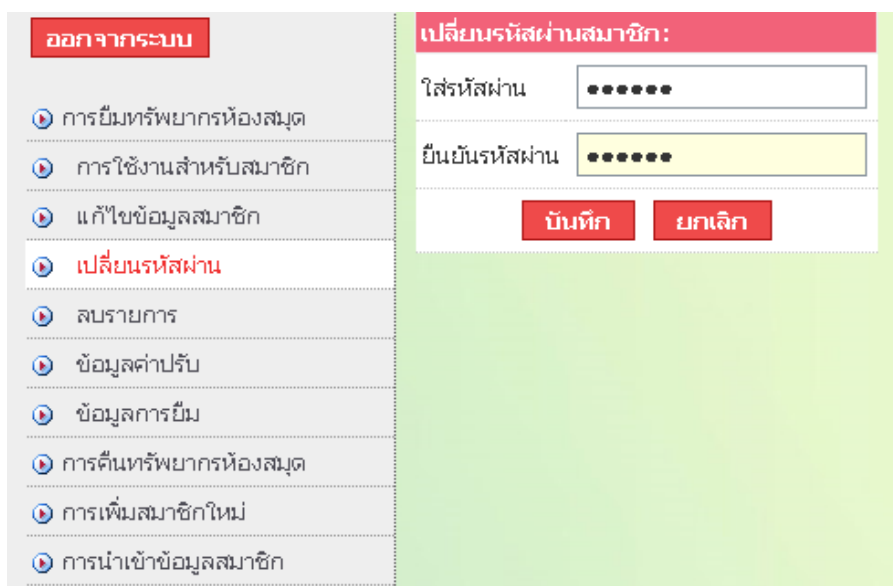 ออกจากระบบ
การยืมทรัพยากรห้องสมุด
การใช้งานสำหรับสมาชิก
แก้ไขข้อมูลสมาชิก
เปลี่ยนรหัสผ่าน
ลบรายการ
ข้อมูลค่าปรับ
ข้อมูลการยืม
การคืนทรัพยากรห้องสมุด
การเพิ่มสมาชิกใหม่
การนำเข้าข้อมูลสมาชิก
เปลี่ยนรหัสผ่านสมาชิก:
ใส่รหัสผ่าน ●●●●●●
ยืนยันรหัสผ่าน ●●●●●●
บันทึก ยกเลิก